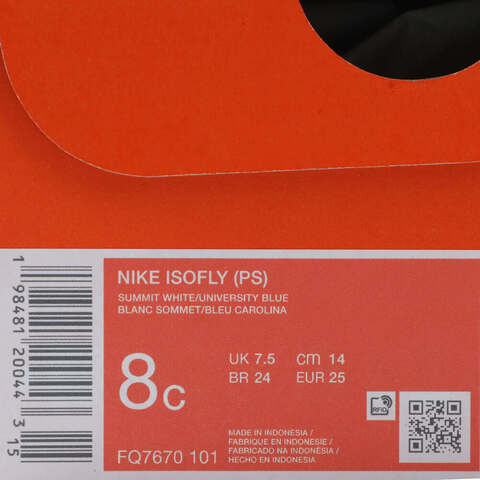 NIKE ISOFLY (PS)
SUMMIT WHITE/UNIVERSITY BLUE
BLANC SOMMET/BLEU CAROLINA
8C
UK 7.5 cm 14
BR 24 EUR 25
MADE IN INDONESIA /
FABRIQUE EN INDONESIE /
FABRICADO NA INDONÉSIA /
HECHO EN INDONESIA
FQ7670 101
RFID
1 98481 20044 3 15